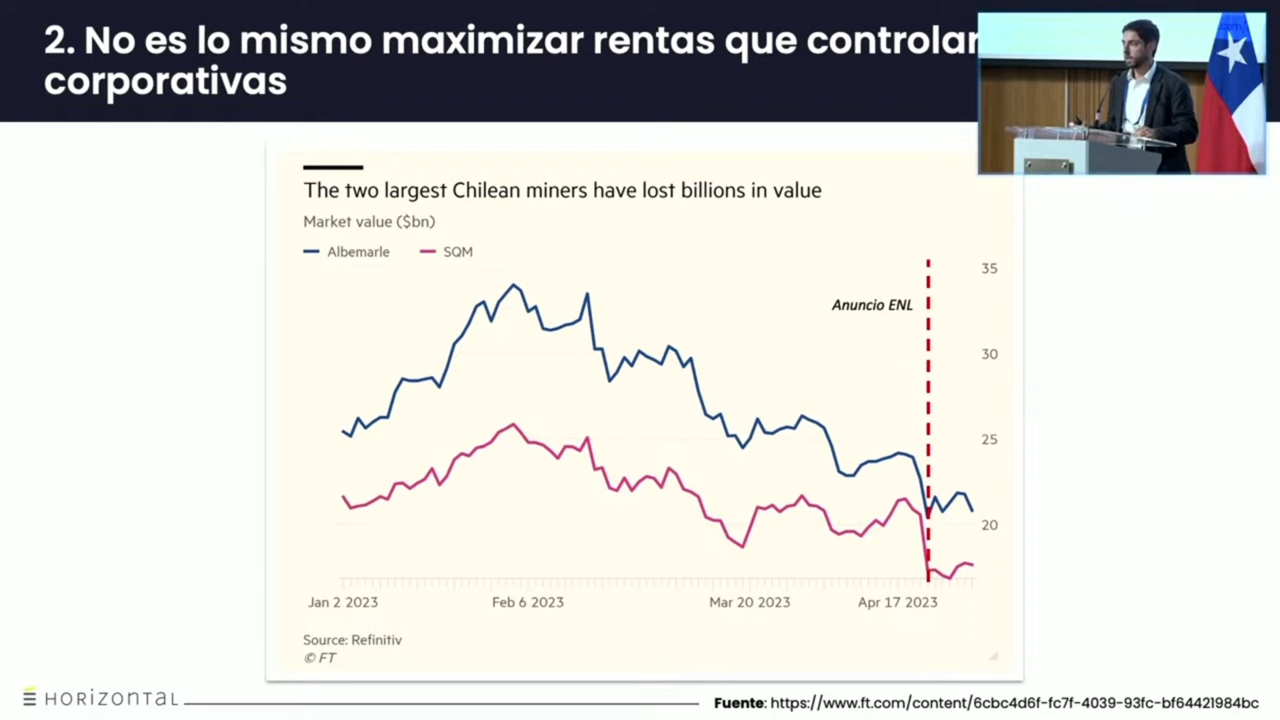 2. No es lo mismo maximizar rentas que controlar
corporativas
The two largest Chilean miners have lost billions in value
Market value ($bn)
Albemarle SQM
35
Anuncio ENL
30
25
20
Jan 2 2023 Feb 6 2023 Mar 20 2023 Apr 17 2023
Source: Refinitiv
© FT
HORIZONTAL
Fuente: https://www.ft.com/content/6cbc4d6f-fc7f-4039-93fc-bf64421984bc